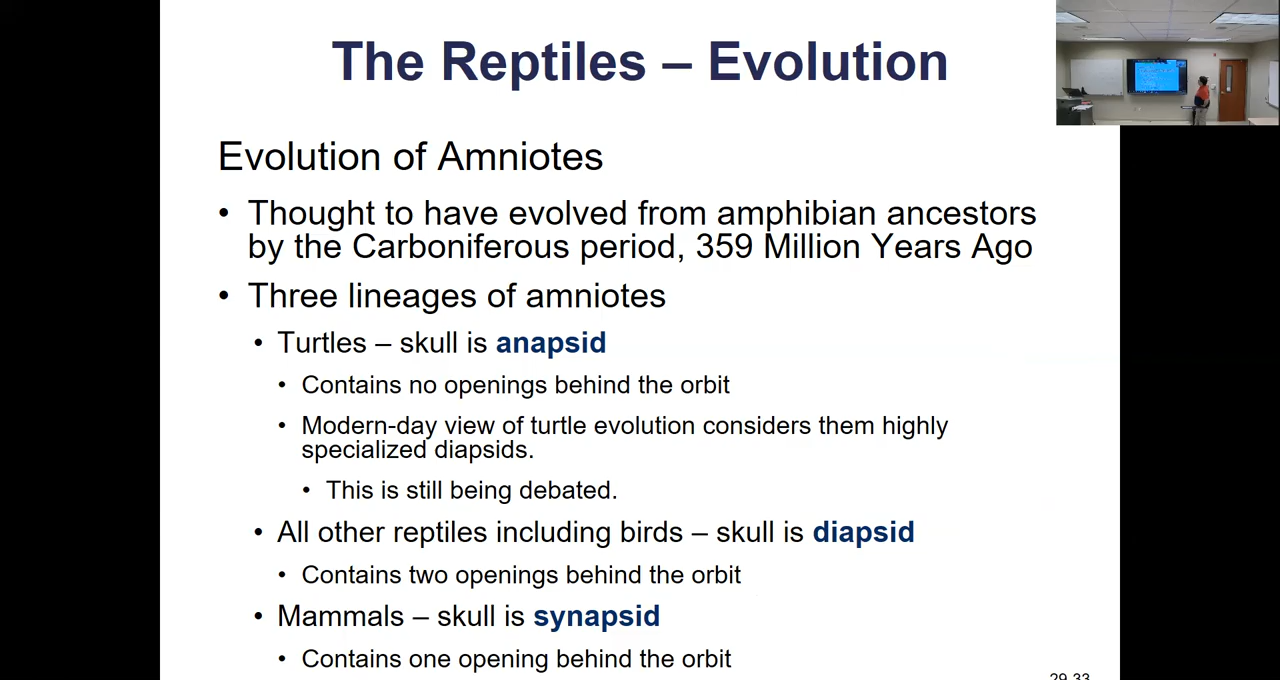 The Reptiles – Evolution
Evolution of Amniotes
• Thought to have evolved from amphibian ancestors
by the Carboniferous period, 359 Million Years Ago
• Three lineages of amniotes
• Turtles – skull is anapsid
• Contains no openings behind the orbit
• Modern-day view of turtle evolution considers them highly
specialized diapsids.
• This is still being debated.
• All other reptiles including birds – skull is diapsid
• Contains two openings behind the orbit
• Mammals – skull is synapsid
• Contains one opening behind the orbit
29.33